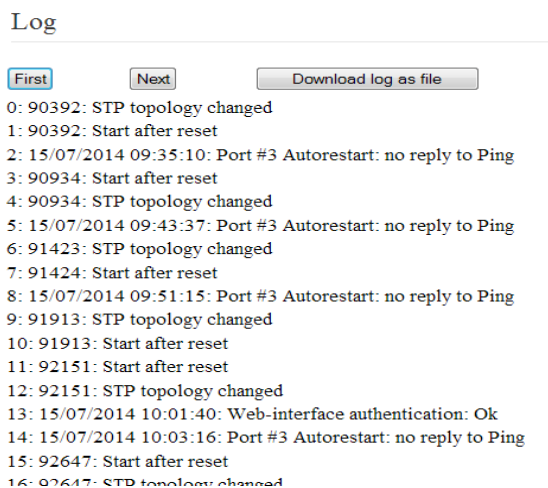 Log
First Next Download log as file
0: 90392: STP topology changed
1: 90392: Start after reset
2: 15/07/2014 09:35:10: Port #3 Autorestart: no reply to Ping
3: 90934: Start after reset
4: 90934: STP topology changed
5: 15/07/2014 09:43:37: Port #3 Autorestart: no reply to Ping
6: 91423: STP topology changed
7: 91424: Start after reset
8: 15/07/2014 09:51:15: Port #3 Autorestart: no reply to Ping
9: 91913: STP topology changed
10: 91913: Start after reset
11: 92151: Start after reset
12: 92151: STP topology changed
13: 15/07/2014 10:01:40: Web-interface authentication: Ok
14: 15/07/2014 10:03:16: Port #3 Autorestart: no reply to Ping
15: 92647: Start after reset
16: 92647: STP topology changed